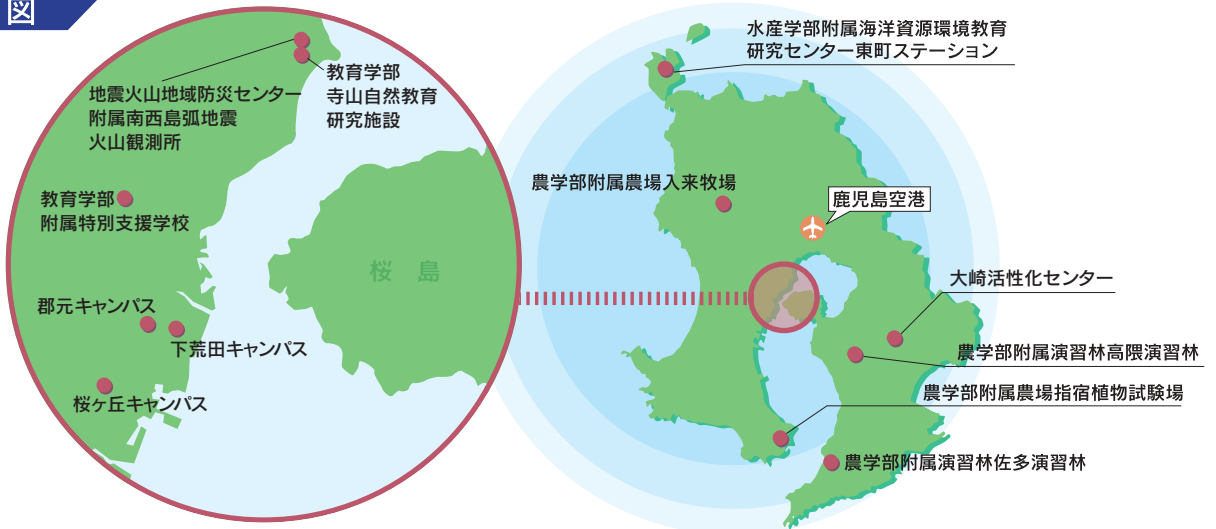 図
地震火山地域防災センター
附属南西島弧地震
火山観測所
教育学部
寺山自然教育
研究施設
教育学部
附属特別支援学校
郡元キャンパス
下荒田キャンパス
桜ヶ丘キャンパス
桜 島
水産学部附属海洋資源環境教育
研究センター東町ステーション
農学部附属農場入来牧場
鹿児島空港
大崎活性化センター
農学部附属演習林高隈演習林
農学部附属農場指宿植物試験場
農学部附属演習林佐多演習林